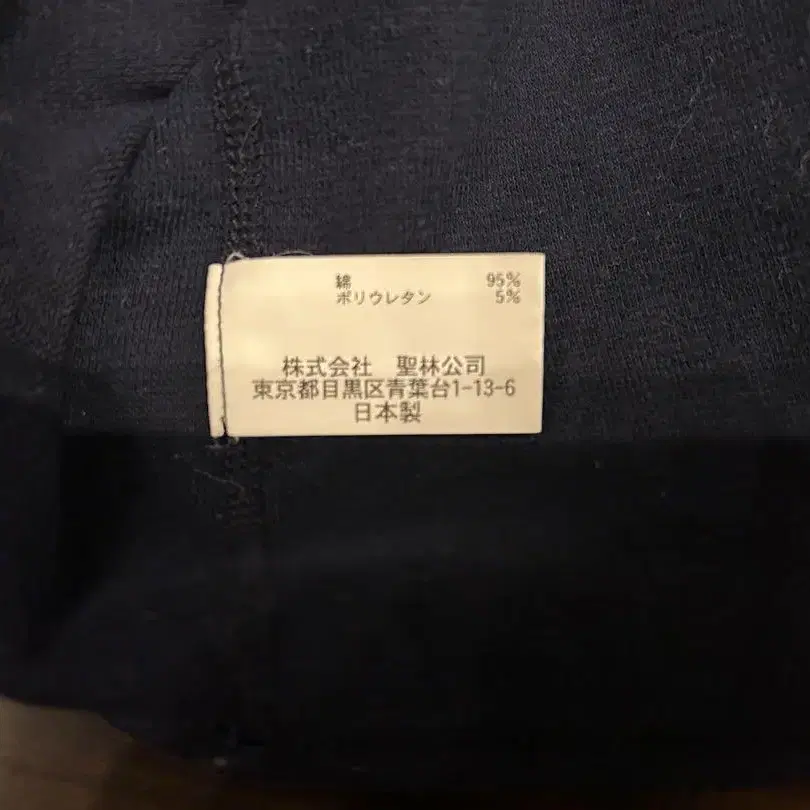 綿 95%
ポリウレタン 5%
株式会社 聖林公司
東京都目黒区青葉台1-13-6
日本製